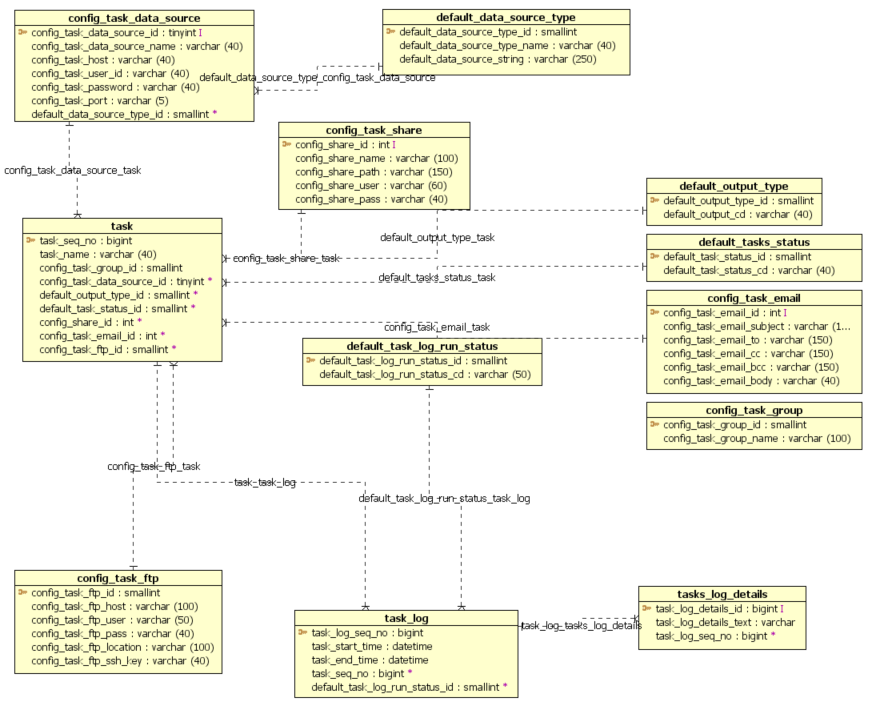 config_task_data_source
config_task_data_source_id : tinyint I
config_task_data_source_name : varchar (40)
config_task_host : varchar (40)
config_task_user_id : varchar (40)
config_task_password : varchar (40)
config_task_port : varchar (5)
default_data_source_type_id : smallint *
default_data_source_type
default_data_source_type_id : smallint
default_data_source_type_name : varchar (40)
default_data_source_string : varchar (250)
default_data_source_type_config_task_data_source
config_task_share
config_share_id : int I
config_share_name : varchar (100)
config_share_path : varchar (150)
config_share_user : varchar (60)
config_share_pass : varchar (40)
config_task_data_source_task
default_output_type
default_output_type_id : smallint
default_output_cd : varchar (40)
task
task_seq_no : bigint
task_name : varchar (40)
config_task_group_id : smallint
config_task_data_source_id : tinyint *
default_output_type_id : smallint *
default_task_status_id : smallint *
config_share_id : int *
config_task_email_id : int *
config_task_ftp_id : smallint *
default_output_type_task
config_task_share_task
default_tasks_status_task
config_task_email_task
default_tasks_status
default_task_status_id : smallint
default_task_status_cd : varchar (40)
config_task_email
config_task_email_id : int I
config_task_email_subject : varchar (1...
config_task_email_to : varchar (150)
config_task_email_cc : varchar (150)
config_task_email_bcc : varchar (150)
config_task_email_body : varchar (40)
default_task_log_run_status
default_task_log_run_status_id : smallint
default_task_log_run_status_cd : varchar (50)
config_task_group
config_task_group_id : smallint
config_task_group_name : varchar (100)
config_task_ftp_task
task_task_log
default_task_log_run_status_task_log
config_task_ftp
config_task_ftp_id : smallint
config_task_ftp_host : varchar (100)
config_task_ftp_user : varchar (50)
config_task_ftp_pass : varchar (40)
config_task_ftp_location : varchar (100)
config_task_ftp_ssh_key : varchar (40)
task_log
task_log_seq_no : bigint
task_start_time : datetime
task_end_time : datetime
task_seq_no : bigint *
default_task_log_run_status_id : smallint *
task_log_tasks_log_details
tasks_log_details
task_log_details_id : bigint I
task_log_details_text : varchar
task_log_seq_no : bigint *